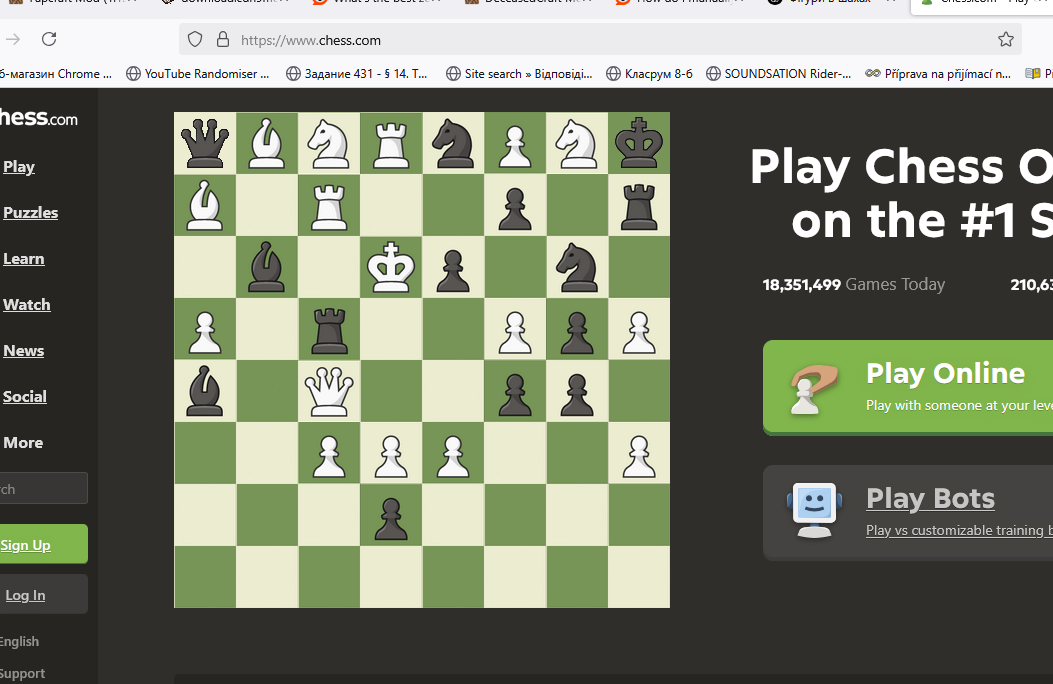 https://www.chess.com
б-магазин Chrome ... YouTube Randomiser ... Задание 431 - § 14. Т... Site search » Відповіді... Класрум 8-б SOUNDSATION Rider-... Příprava na přijímací n...
hess.com
Play
Puzzles
Learn
Watch
News
Social
More
rch
Sign Up
Log In
English
Support
Play Chess O
on the #1 S
18,351,499 Games Today 210,63
Play Online
Play with someone at your leve
Play Bots
Play vs customizable training b